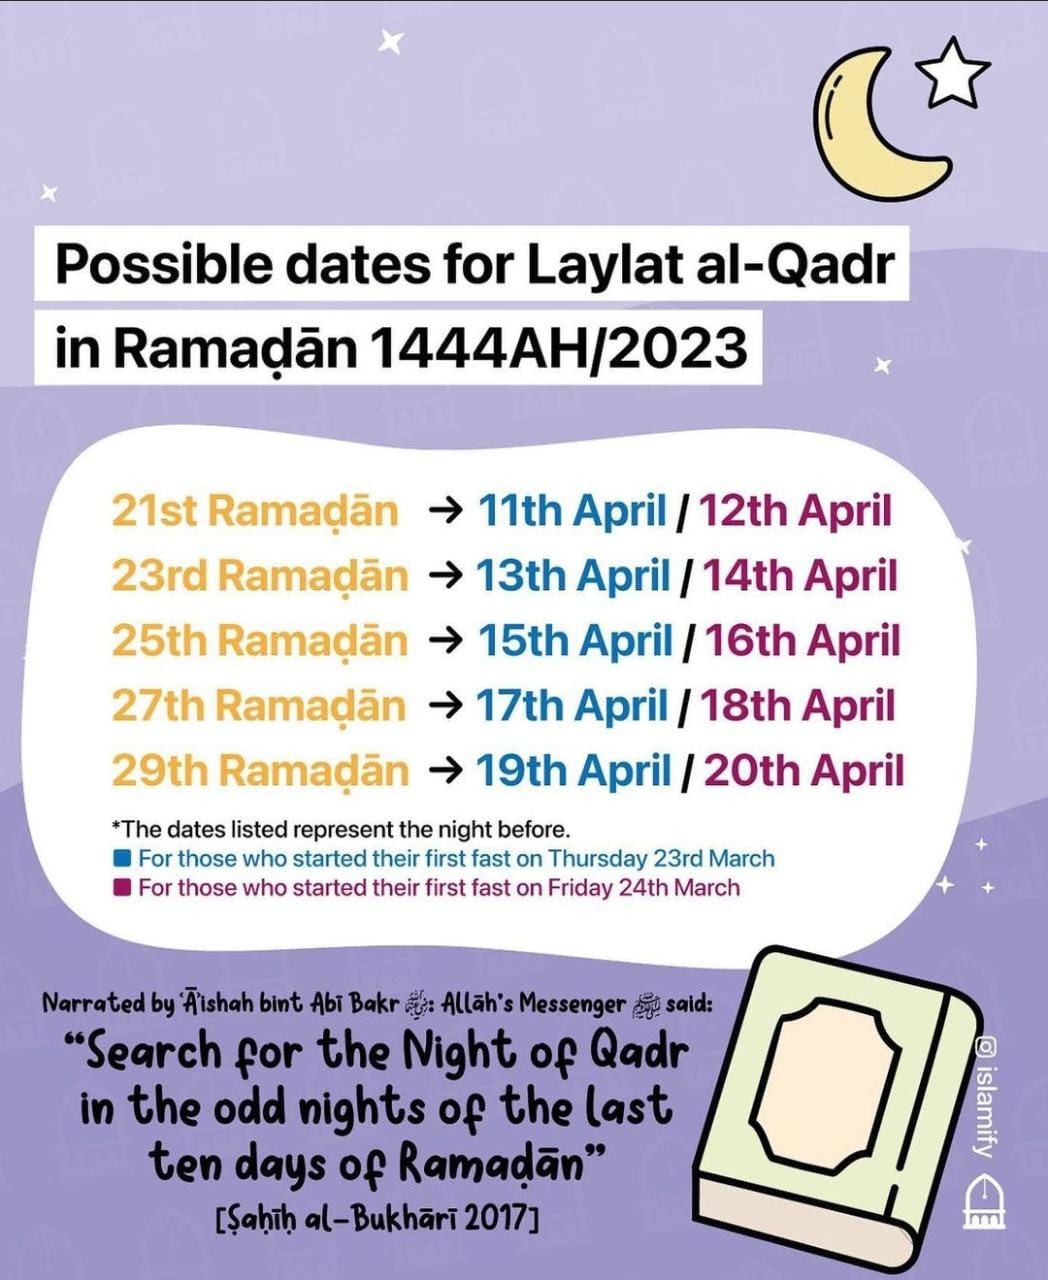 Possible dates for Laylat al-Qadr
in Ramaḍān 1444AH/2023
21st Ramaḍān → 11th April / 12th April
23rd Ramaḍān → 13th April / 14th April
25th Ramaḍān → 15th April / 16th April
27th Ramaḍān → 17th April / 18th April
29th Ramaḍān → 19th April / 20th April
*The dates listed represent the night before.
For those who started their first fast on Thursday 23rd March
For those who started their first fast on Friday 24th March
Narrated by ʿĀʾishah bint Abī Bakr : Allāh's Messenger ﷺ said:
“Search for the Night of Qadr
in the odd nights of the last
ten days of Ramaḍān”
[Ṣaḥīḥ al-Bukhārī 2017]
islamify